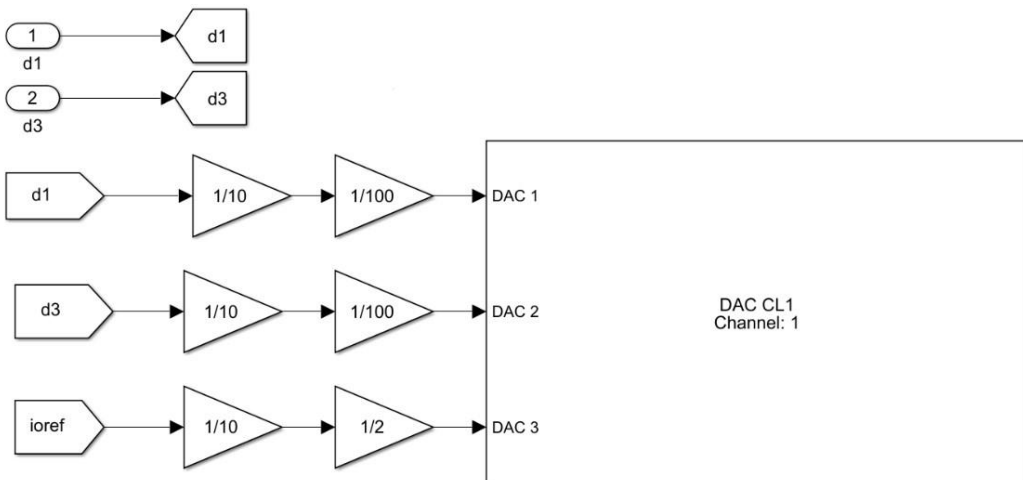 1
d1
d1
2
d3
d3
d1
1/10
1/100
DAC 1
d3
1/10
1/100
DAC 2
DAC CL1
Channel: 1
ioref
1/10
1/2
DAC 3